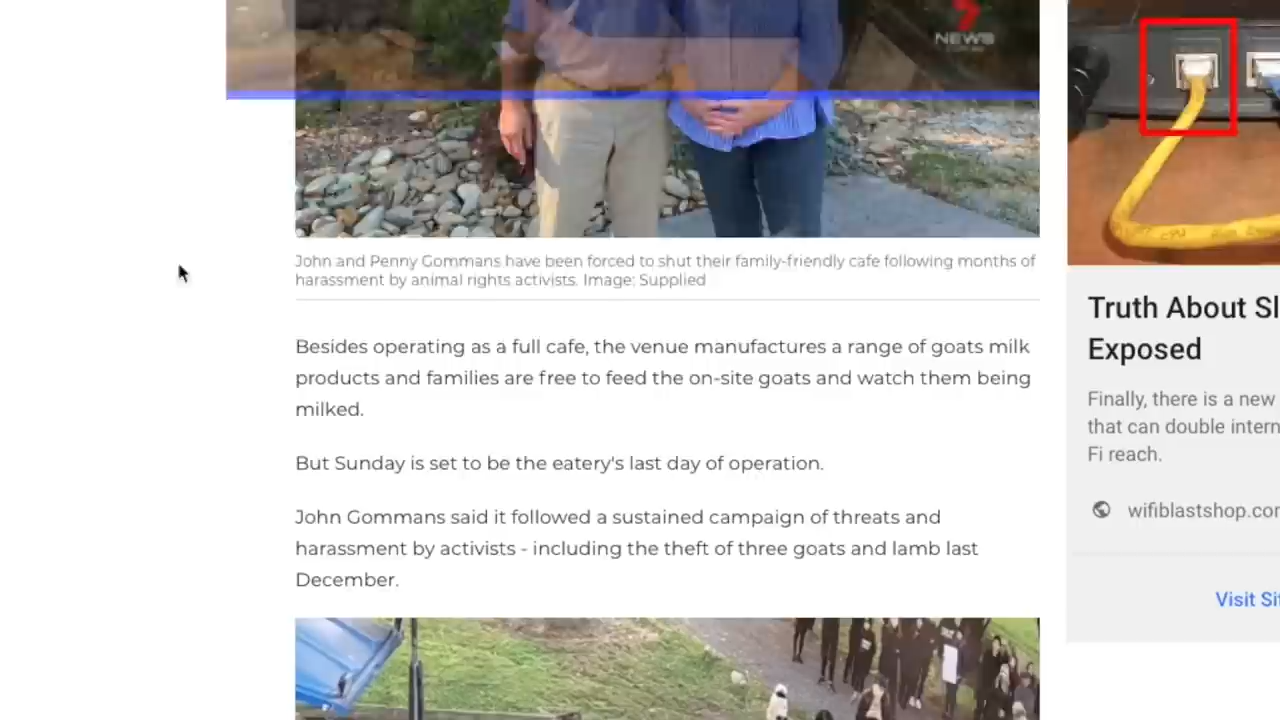 7
NEWS
John and Penny Gommans have been forced to shut their family-friendly cafe following months of
harassment by animal rights activists. Image: Supplied
Besides operating as a full cafe, the venue manufactures a range of goats milk
products and families are free to feed the on-site goats and watch them being
milked.
But Sunday is set to be the eatery's last day of operation.
John Gommans said it followed a sustained campaign of threats and
harassment by activists - including the theft of three goats and lamb last
December.
Truth About Sl
Exposed
Finally, there is a new
that can double intern
Fi reach.
wifiblastshop.co
Visit Si